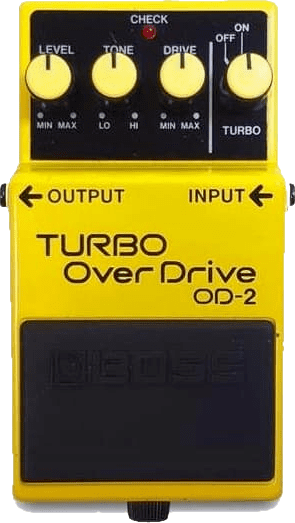 CHECK
LEVEL TONE DRIVE OFF ON
MIN MAX LO HI MIN MAX TURBO
OUTPUT INPUT
TURBO
Over Drive
OD-2
BOSS